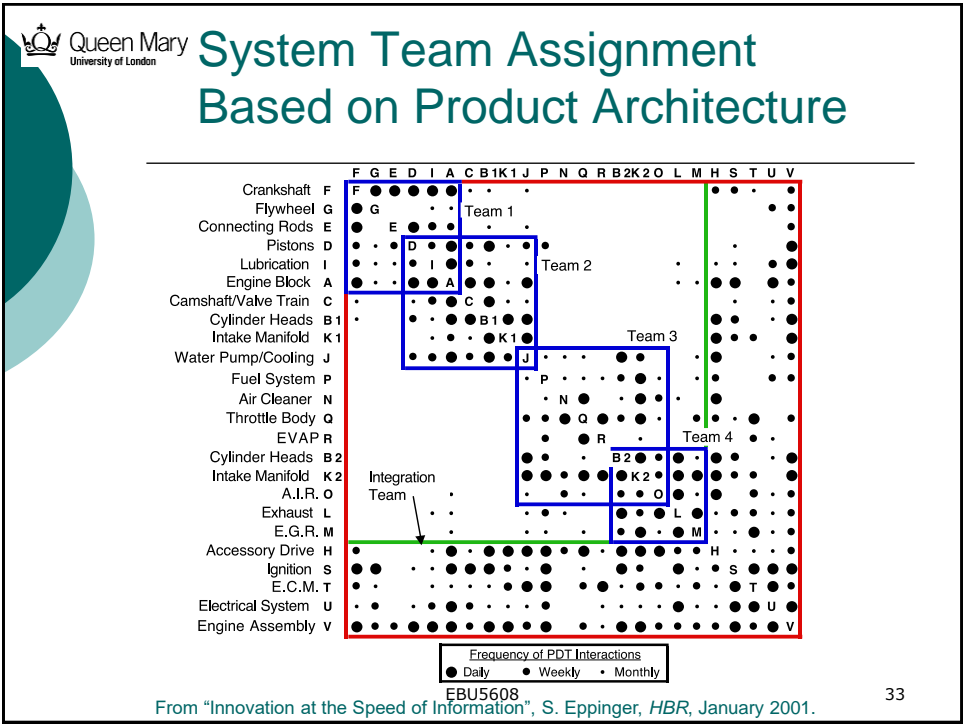 Queen Mary
University of London
System Team Assignment
Based on Product Architecture
F G E D I A C B1 K1 J P N Q R B2 K2 O L M H S T U V
Crankshaft F F
Flywheel G G
Team 1
Connecting Rods E E
Pistons D D
Lubrication I I
Team 2
Engine Block A A
Camshaft/Valve Train C C
Cylinder Heads B1 B1
Intake Manifold K1 K1
Team 3
Water Pump/Cooling J J
Fuel System P P
Air Cleaner N N
Throttle Body Q Q
EVAP R R
Team 4
Cylinder Heads B2 B2
Intake Manifold K2 K2
Integration
Team
A.I.R. O O
Exhaust L L
E.G.R. M M
Accessory Drive H H
Ignition S S
E.C.M. T T
Electrical System U U
Engine Assembly V V
Frequency of PDT Interactions
Daily Weekly Monthly
EBU5608
33
From “Innovation at the Speed of Information”, S. Eppinger, HBR, January 2001.